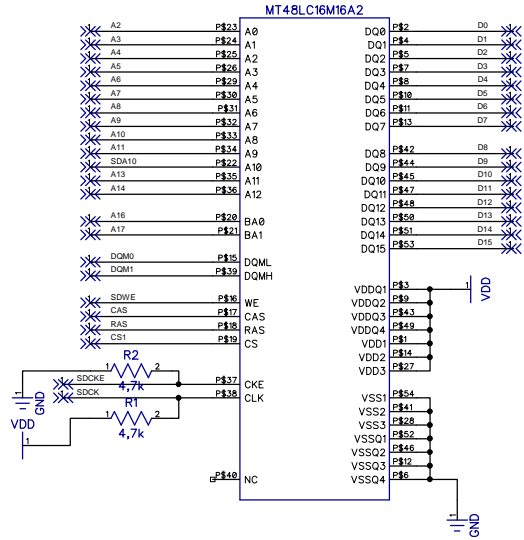 MT48LC16M16A2
A2 P$23 A0 DQ0 P$2 D0
A3 P$24 A1 DQ1 P$4 D1
A4 P$25 A2 DQ2 P$5 D2
A5 P$26 A3 DQ3 P$7 D3
A6 P$29 A4 DQ4 P$8 D4
A7 P$30 A5 DQ5 P$10 D5
A8 P$31 A6 DQ6 P$11 D6
A9 P$32 A7 DQ7 P$13 D7
A10 P$33 A8
A11 P$34 A9 DQ8 P$42 D8
SDA10 P$22 A10 DQ9 P$44 D9
A13 P$35 A11 DQ10 P$45 D10
A14 P$36 A12 DQ11 P$47 D11
DQ12 P$48 D12
A16 P$20 BA0 DQ13 P$50 D13
A17 P$21 BA1 DQ14 P$51 D14
DQ15 P$53 D15
DQM0 P$15 DQML
DQM1 P$39 DQMH
VDDQ1 P$3 1 VDD
SDWE P$16 WE VDDQ2 P$9
CAS P$17 CAS VDDQ3 P$43
RAS P$18 RAS VDDQ4 P$49
CS1 P$19 CS VDD1 P$1
R2 VDD2 P$14
1 2 VDD3 P$27
4,7k
SDCKE P$37 CKE
SDCK P$38 CLK VSS1 P$54
1 GND R1 VSS2 P$41
VDD 1 2 VSS3 P$28
1 4,7k VSSQ1 P$52
VSSQ2 P$46
VSSQ3 P$12
P$40 NC VSSQ4 P$6
1 GND